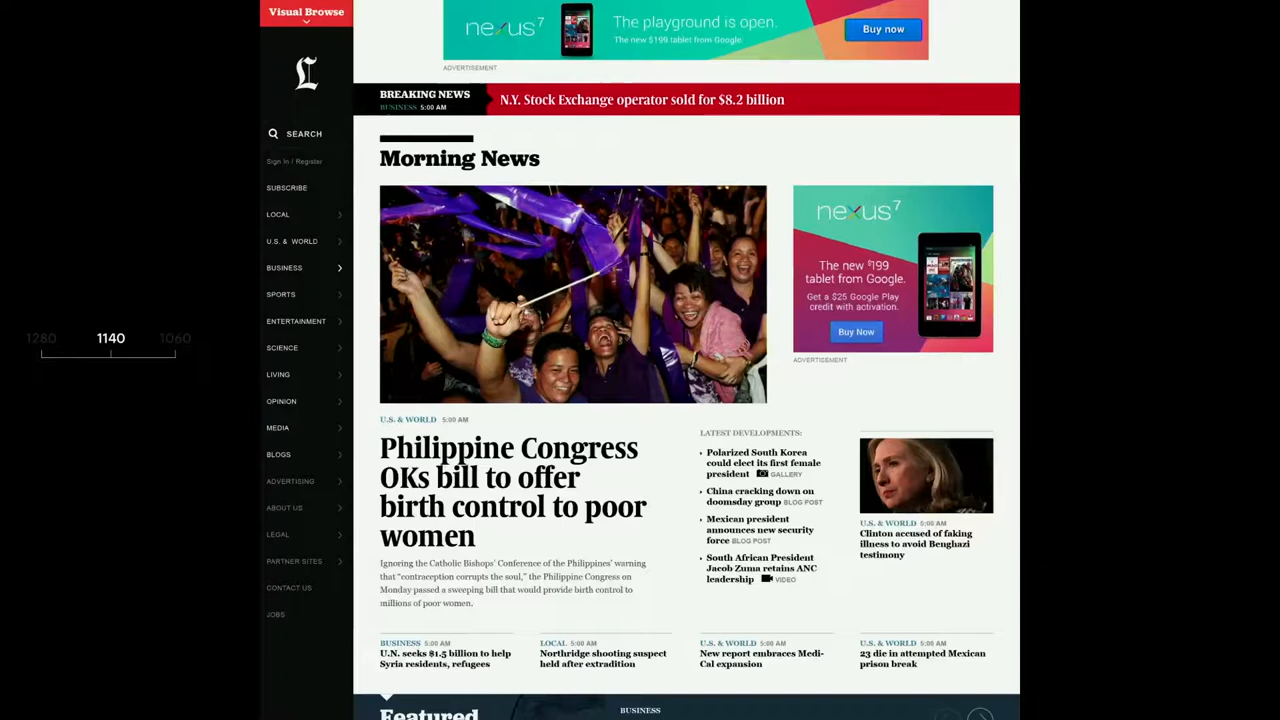 Visual Browse
L
SEARCH
Sign In / Register
SUBSCRIBE
LOCAL
U.S. & WORLD
BUSINESS
SPORTS
ENTERTAINMENT
SCIENCE
LIVING
OPINION
MEDIA
BLOGS
ADVERTISING
ABOUT US
LEGAL
PARTNER SITES
CONTACT US
JOBS
1280 1140 1060
nexus 7
The playground is open.
The new $199 tablet from Google.
Buy now
ADVERTISEMENT
BREAKING NEWS
BUSINESS 5:00 AM
N.Y. Stock Exchange operator sold for $8.2 billion
Morning News
nexus 7
The new $199
tablet from Google.
Get a $25 Google Play
credit with activation.
Buy Now
ADVERTISEMENT
U.S. & WORLD 5:00 AM
Philippine Congress
OKs bill to offer
birth control to poor
women
Ignoring the Catholic Bishops' Conference of the Philippines' warning
that "contraception corrupts the soul," the Philippine Congress on
Monday passed a sweeping bill that would provide birth control to
millions of poor women.
LATEST DEVELOPMENTS:
Polarized South Korea
could elect its first female
president GALLERY
China cracking down on
doomsday group BLOG POST
Mexican president
announces new security
force BLOG POST
South African President
Jacob Zuma retains ANC
leadership VIDEO
U.S. & WORLD 5:00 AM
Clinton accused of faking
illness to avoid Benghazi
testimony
BUSINESS 5:00 AM
U.N. seeks $1.5 billion to help
Syria residents, refugees
LOCAL 5:00 AM
Northridge shooting suspect
held after extradition
U.S. & WORLD 5:00 AM
New report embraces Medi-
Cal expansion
U.S. & WORLD 5:00 AM
23 die in attempted Mexican
prison break
Featured
BUSINESS